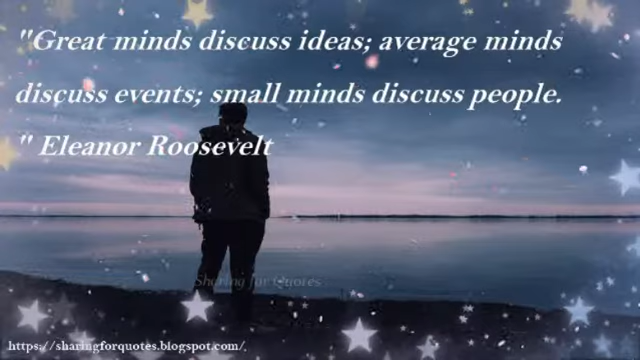 "Great minds discuss ideas; average minds
discuss events; small minds discuss people.
" Eleanor Roosevelt
Sharing for Quotes
https://sharingforquotes.blogspot.com/.